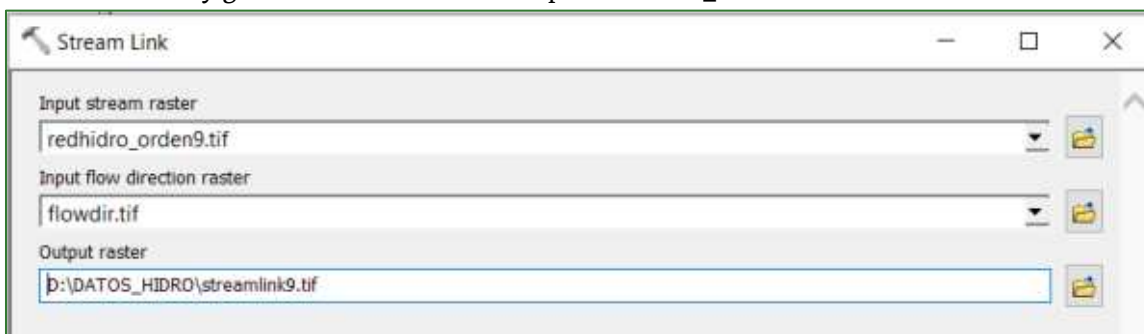 Stream Link
Input stream raster
redhidro_orden9.tif
Input flow direction raster
flowdir.tif
Output raster
D:\DATOS_HIDRO\streamlink9.tif